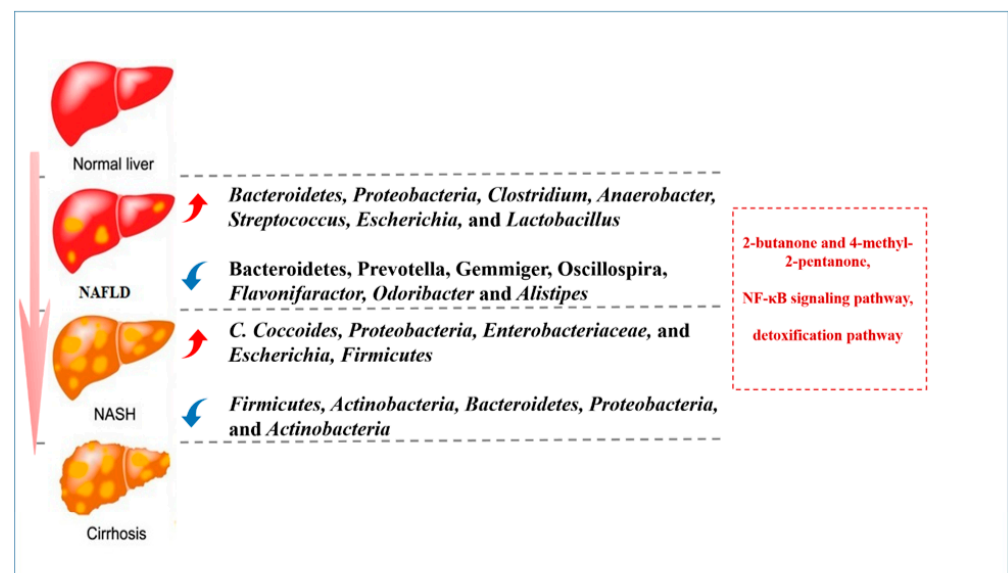 Normal liver
Bacteroidetes, Proteobacteria, Clostridium, Anaerobacter,
Streptococcus, Escherichia, and Lactobacillus
NAFLD
Bacteroidetes, Prevotella, Gemmiger, Oscillospira,
Flavonifaractor, Odoribacter and Alistipes
C. Coccoides, Proteobacteria, Enterobacteriaceae, and
Escherichia, Firmicutes
NASH
Firmicutes, Actinobacteria, Bacteroidetes, Proteobacteria,
and Actinobacteria
Cirrhosis
2-butanone and 4-methyl-
2-pentanone,
NF-κB signaling pathway,
detoxification pathway